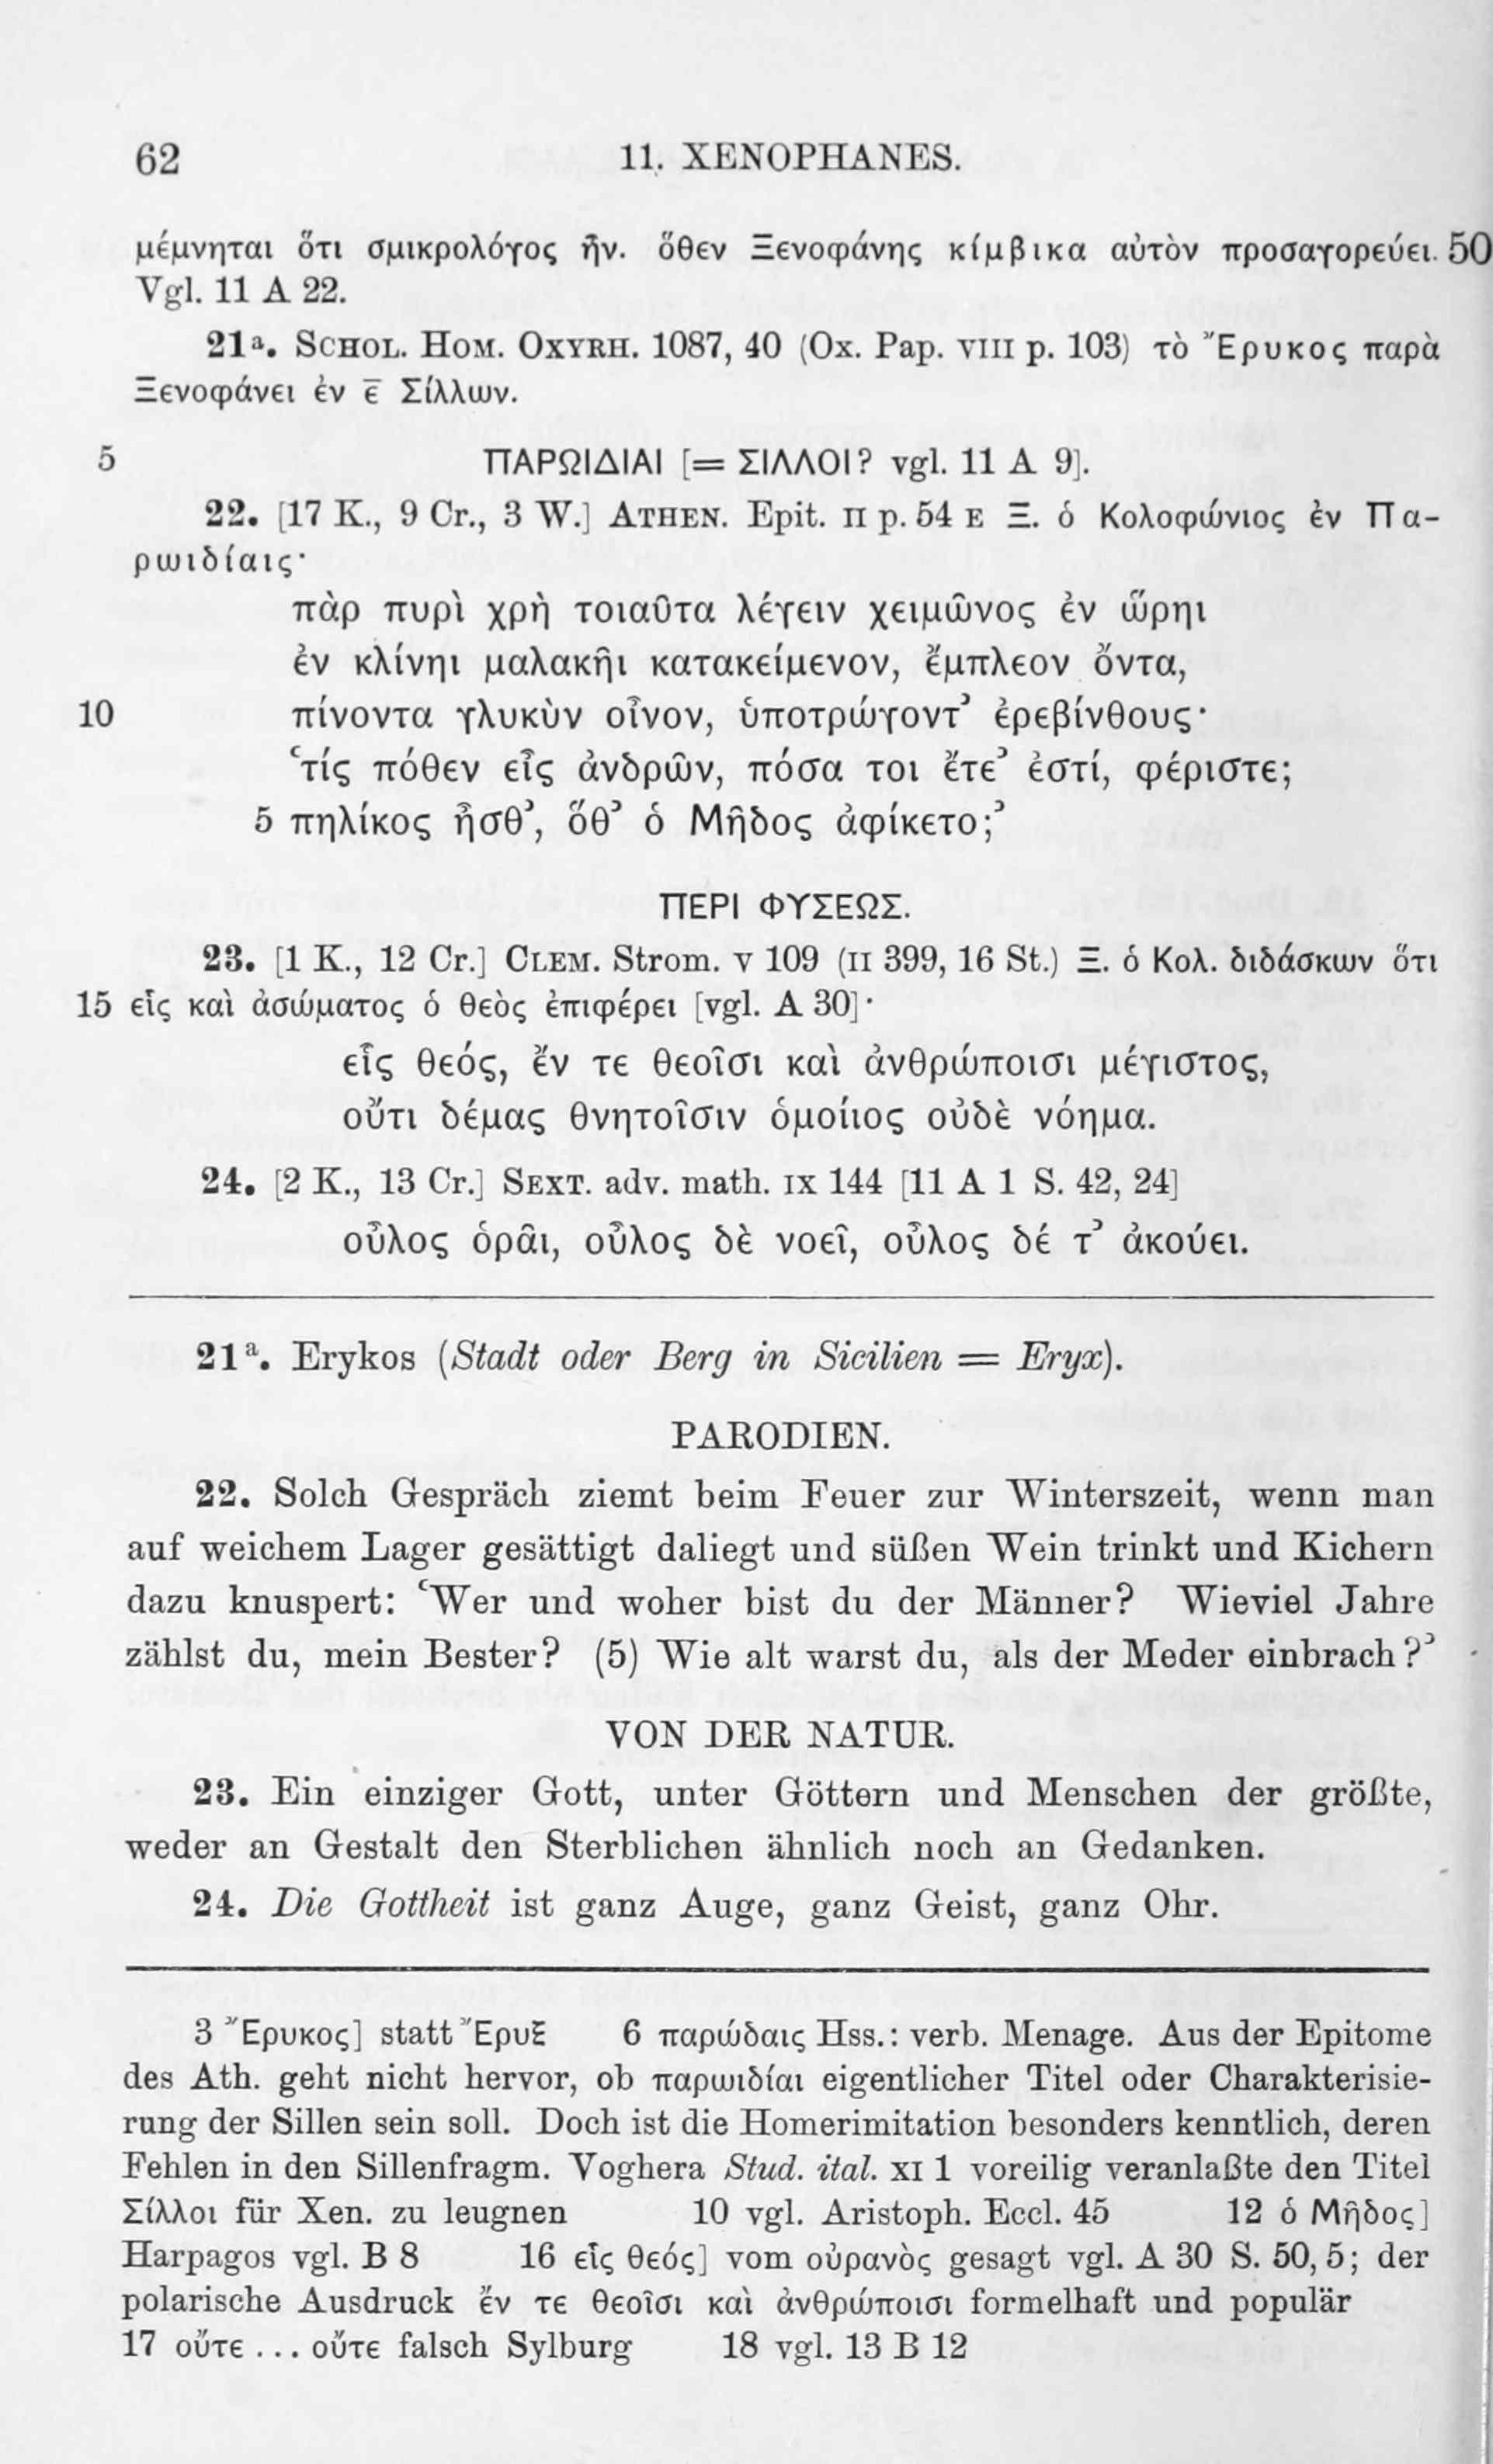 62 11. XENOPHANES.
μέμνηται ὅτι σμικρολόγος ἦν. ὅθεν Ξενοφάνης κίμβικα αὐτὸν προσαγορεύει. 50
Vgl. 11 A 22.
21ᵃ. SCHOL. HOM. OXYRH. 1087, 40 (Ox. Pap. VIII p. 103) τὸ Ἔρυκος παρὰ
Ξενοφάνει ἐν ε̄ Σίλλων.
5 ΠΑΡΩΙΔΙΑΙ [= ΣΙΛΛΟΙ? vgl. 11 A 9].
22. [17 K., 9 Cr., 3 W.] ATHEN. Epit. II p. 54 E Ξ. ὁ Κολοφώνιος ἐν Πα-
ρωιδίαις·
πὰρ πυρὶ χρὴ τοιαῦτα λέγειν χειμῶνος ἐν ὥρηι
ἐν κλίνηι μαλακῆι κατακείμενον, ἔμπλεον ὄντα,
10 πίνοντα γλυκὺν οἶνον, ὑποτρώγοντ’ ἐρεβίνθους·
‘τίς πόθεν εἶς ἀνδρῶν, πόσα τοι ἔτε’ ἐστί, φέριστε;
5 πηλίκος ἦσθ’, ὅθ’ ὁ Μῆδος ἀφίκετο;’
ΠΕΡΙ ΦΥΣΕΩΣ.
23. [1 K., 12 Cr.] CLEM. Strom. V 109 (II 399, 16 St.) Ξ. ὁ Κολ. διδάσκων ὅτι
15 εἷς καὶ ἀσώματος ὁ θεὸς ἐπιφέρει [vgl. A 30]·
εἷς θεός, ἔν τε θεοῖσι καὶ ἀνθρώποισι μέγιστος,
οὔτι δέμας θνητοῖσιν ὁμοίιος οὐδὲ νόημα.
24. [2 K., 13 Cr.] SEXT. adv. math. IX 144 [11 A 1 S. 42, 24]
οὖλος ὁρᾶι, οὖλος δὲ νοεῖ, οὖλος δέ τ’ ἀκούει.
21ᵃ. Erykos (Stadt oder Berg in Sicilien = Eryx).
PARODIEN.
22. Solch Gespräch ziemt beim Feuer zur Winterszeit, wenn man
auf weichem Lager gesättigt daliegt und süßen Wein trinkt und Kichern
dazu knuspert: ‘Wer und woher bist du der Männer? Wieviel Jahre
zählst du, mein Bester? (5) Wie alt warst du, als der Meder einbrach?’
VON DER NATUR.
23. Ein einziger Gott, unter Göttern und Menschen der größte,
weder an Gestalt den Sterblichen ähnlich noch an Gedanken.
24. Die Gottheit ist ganz Auge, ganz Geist, ganz Ohr.
3 Ἔρυκος] statt Ἔρυξ 6 παρώδαις Hss.: verb. Menage. Aus der Epitome
des Ath. geht nicht hervor, ob παρωιδίαι eigentlicher Titel oder Charakterisie-
rung der Sillen sein soll. Doch ist die Homerimitation besonders kenntlich, deren
Fehlen in den Sillenfragm. Voghera Stud. ital. XI 1 voreilig veranlaßte den Titel
Σίλλοι für Xen. zu leugnen 10 vgl. Aristoph. Eccl. 45 12 ὁ Μῆδος]
Harpagos vgl. B 8 16 εἷς θεός] vom οὐρανὸς gesagt vgl. A 30 S. 50, 5; der
polarische Ausdruck ἔν τε θεοῖσι καὶ ἀνθρώποισι formelhaft und populär
17 οὔτε ... οὔτε falsch Sylburg 18 vgl. 13 B 12